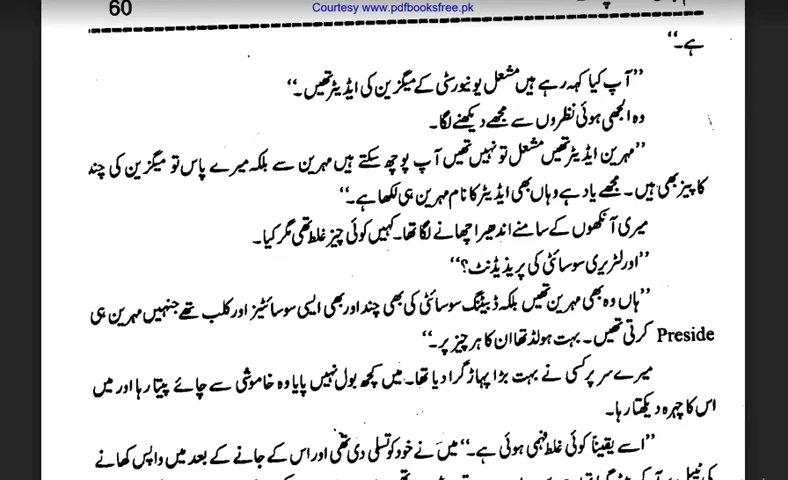 60
Courtesy www.pdfbooksfree.pk
ہے۔“
”آپ کیا کہہ رہے ہیں مشعل یونیورسٹی کے میگزین کی ایڈیٹر تھیں۔“
وہ الجھی ہوئی نظروں سے مجھے دیکھنے لگا۔
”مہرین ایڈیٹر تھیں مشعل تو نہیں تھیں آپ پوچھ سکتے ہیں مہرین سے بلکہ میرے پاس تو میگزین کی چند
کاپیز بھی ہیں۔ مجھے یاد ہے وہاں بھی ایڈیٹر کا نام مہرین ہی لکھا ہے۔“
میری آنکھوں کے سامنے اندھیرا چھانے لگا تھا۔ کہیں کوئی چیز غلط تھی مگر کیا۔
”اور لٹریری سوسائٹی کی پریذیڈنٹ؟“
”ہاں وہ بھی مہرین تھیں بلکہ ڈبیٹنگ سوسائٹی کی بھی چند اور بھی ایسی سوسائٹیز اور کلب تھے جنہیں مہرین ہی
Preside کرتی تھیں۔ بہت ہولڈ تھا ان کا ہر چیز پر۔“
میرے سر پر کسی نے بہت بڑا پہاڑ گرا دیا تھا۔ میں کچھ بول نہیں پایا وہ خاموشی سے چائے پیتا رہا اور میں
اس کا چہرہ دیکھتا رہا۔
”اسے یقیناً کوئی غلط فہمی ہوئی ہے۔“ میں نے خود کو تسلی دی تھی اور اس کے جانے کے بعد میں واپس کھانے